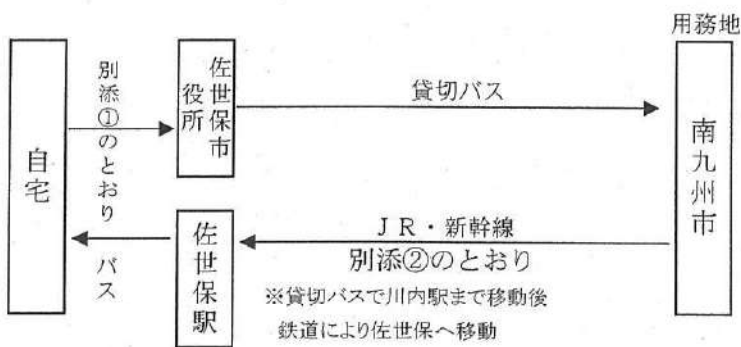 用務地
自宅
別添①のとおり
佐世保市
役所
貸切バス
南九州市
バス
佐世保駅
ＪＲ・新幹線
別添②のとおり
※貸切バスで川内駅まで移動後
鉄道により佐世保へ移動